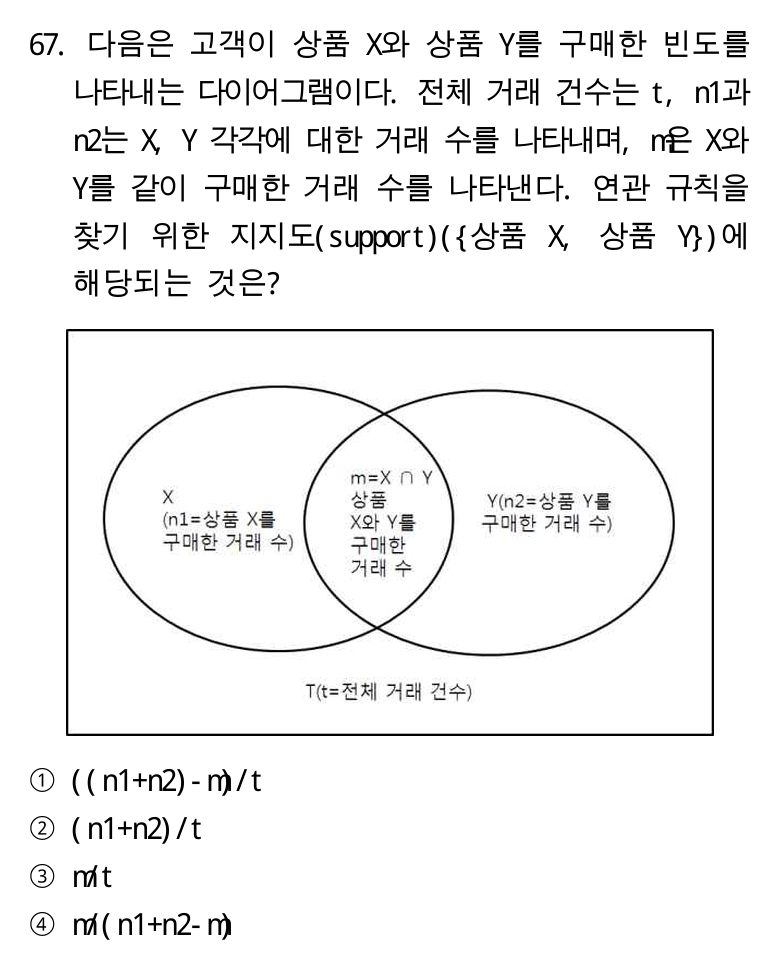 67. 다음은 고객이 상품 X와 상품 Y를 구매한 빈도를
나타내는 다이어그램이다. 전체 거래 건수는 t, n1과
n2는 X, Y 각각에 대한 거래 수를 나타내며, m은 X와
Y를 같이 구매한 거래 수를 나타낸다. 연관 규칙을
찾기 위한 지지도(support)({상품 X, 상품 Y})에
해당되는 것은?
X
(n1=상품 X를
구매한 거래 수)
m=X ∩ Y
상품
X와 Y를
구매한
거래 수
Y(n2=상품 Y를
구매한 거래 수)
T(t=전체 거래 건수)
① ((n1+n2)-m)/t
② (n1+n2)/t
③ m/t
④ m/(n1+n2-m)